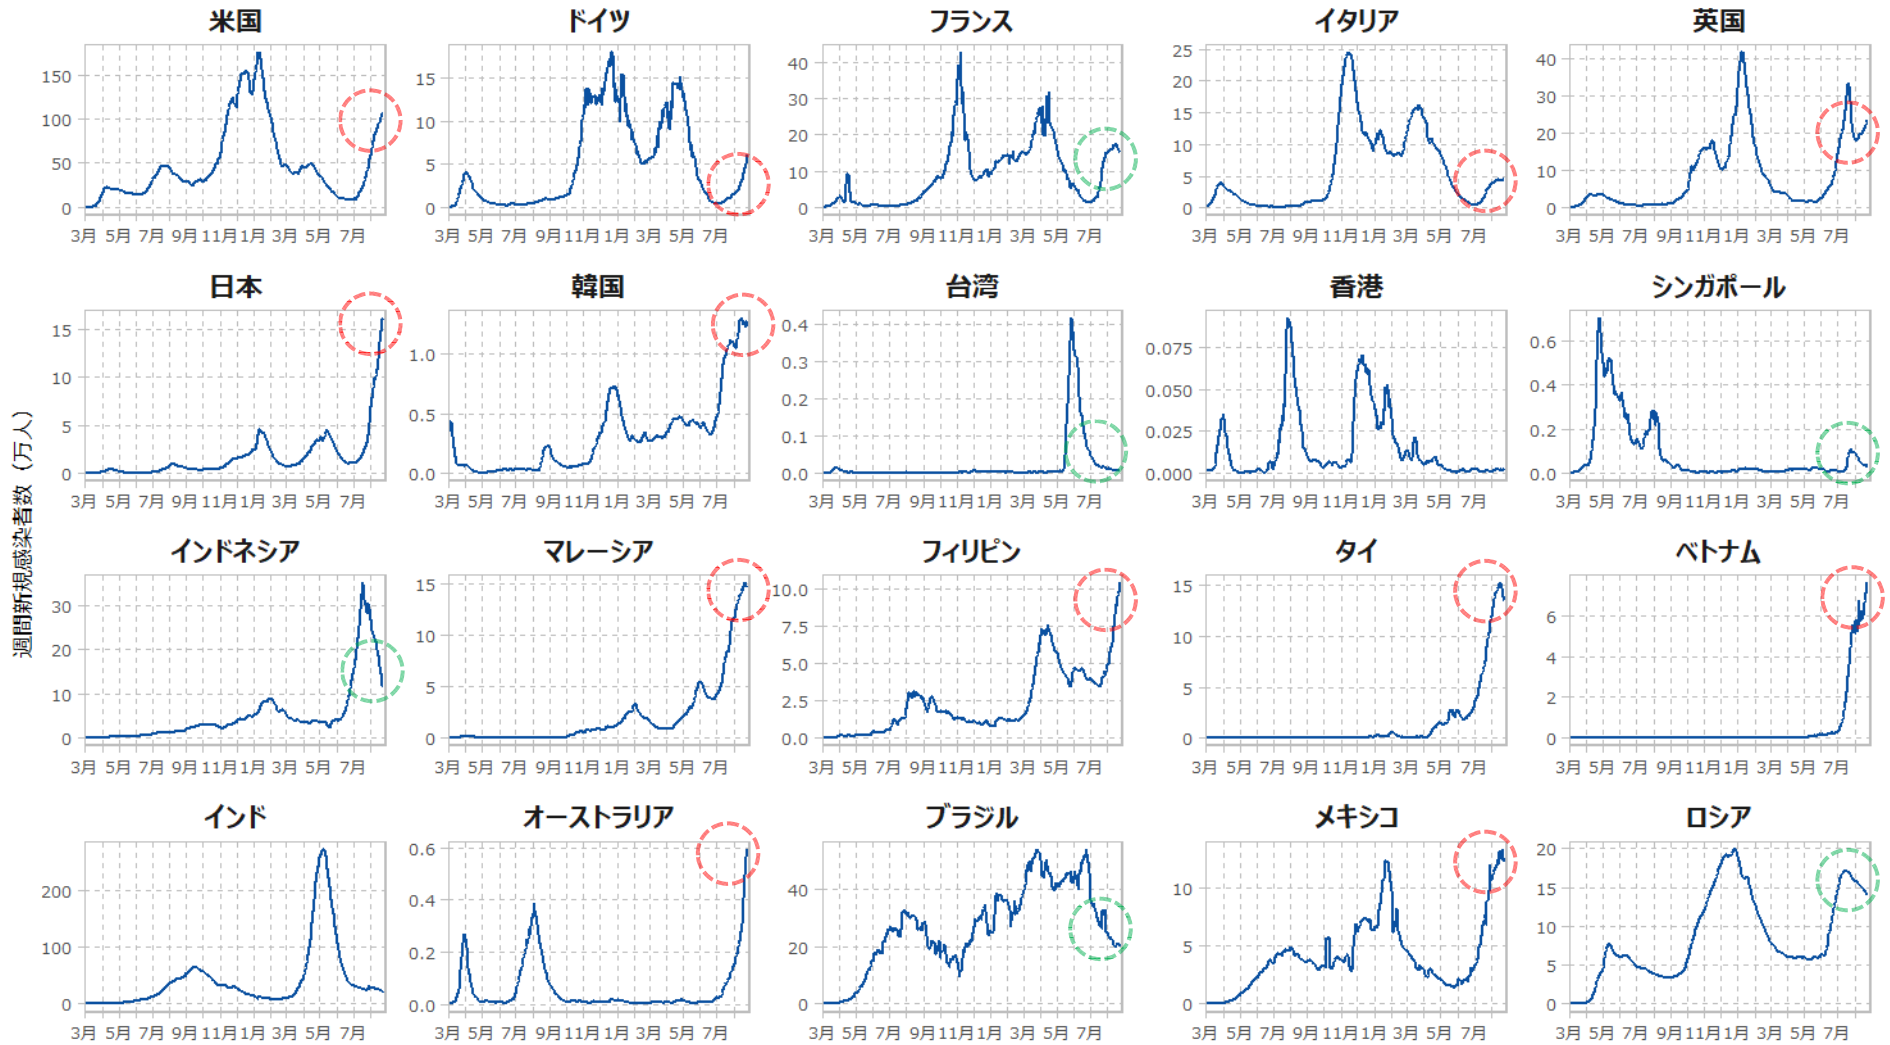 米国 ドイツ フランス イタリア 英国
150 15 40 25 40
100 10 30 20 30
50 5 20 15 20
0 0 10 10 10
0 5 0
0
3月 5月 7月 9月 11月 1月 3月 5月 7月 3月 5月 7月 9月 11月 1月 3月 5月 7月 3月 5月 7月 9月 11月 1月 3月 5月 7月 3月 5月 7月 9月 11月 1月 3月 5月 7月 3月 5月 7月 9月 11月 1月 3月 5月 7月
週間新規感染者数（万人）
日本 韓国 台湾 香港 シンガポール
15 1.0 0.4 0.075 0.6
10 0.5 0.3 0.050 0.4
5 0.0 0.2 0.025 0.2
0 0.1 0.000 0.0
0.0
3月 5月 7月 9月 11月 1月 3月 5月 7月 3月 5月 7月 9月 11月 1月 3月 5月 7月 3月 5月 7月 9月 11月 1月 3月 5月 7月 3月 5月 7月 9月 11月 1月 3月 5月 7月 3月 5月 7月 9月 11月 1月 3月 5月 7月
インドネシア マレーシア フィリピン タイ ベトナム
30 15 10.0 15 6
20 10 7.5 10 4
10 5 5.0 5 2
0 0 2.5 0 0
0.0
3月 5月 7月 9月 11月 1月 3月 5月 7月 3月 5月 7月 9月 11月 1月 3月 5月 7月 3月 5月 7月 9月 11月 1月 3月 5月 7月 3月 5月 7月 9月 11月 1月 3月 5月 7月 3月 5月 7月 9月 11月 1月 3月 5月 7月
インド オーストラリア ブラジル メキシコ ロシア
200 0.6 40 10 20
100 0.4 20 5 15
0 0.2 0 0 10
0.0 5
0
3月 5月 7月 9月 11月 1月 3月 5月 7月 3月 5月 7月 9月 11月 1月 3月 5月 7月 3月 5月 7月 9月 11月 1月 3月 5月 7月 3月 5月 7月 9月 11月 1月 3月 5月 7月 3月 5月 7月 9月 11月 1月 3月 5月 7月